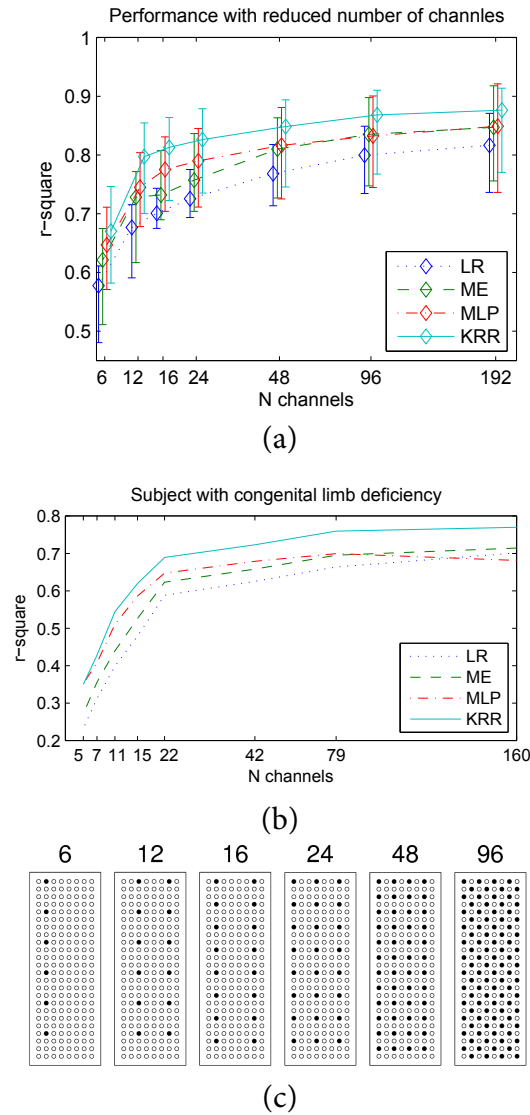 Performance with reduced number of channles
1
0.9
0.8
0.7
0.6
0.5
r-square
LR
ME
MLP
KRR
6 12 16 24 48 96 192
N channels
(a)
Subject with congenital limb deficiency
0.8
0.7
0.6
0.5
0.4
0.3
0.2
r-square
LR
ME
MLP
KRR
5 7 11 15 22 42 79 160
N channels
(b)
6 12 16 24 48 96
(c)